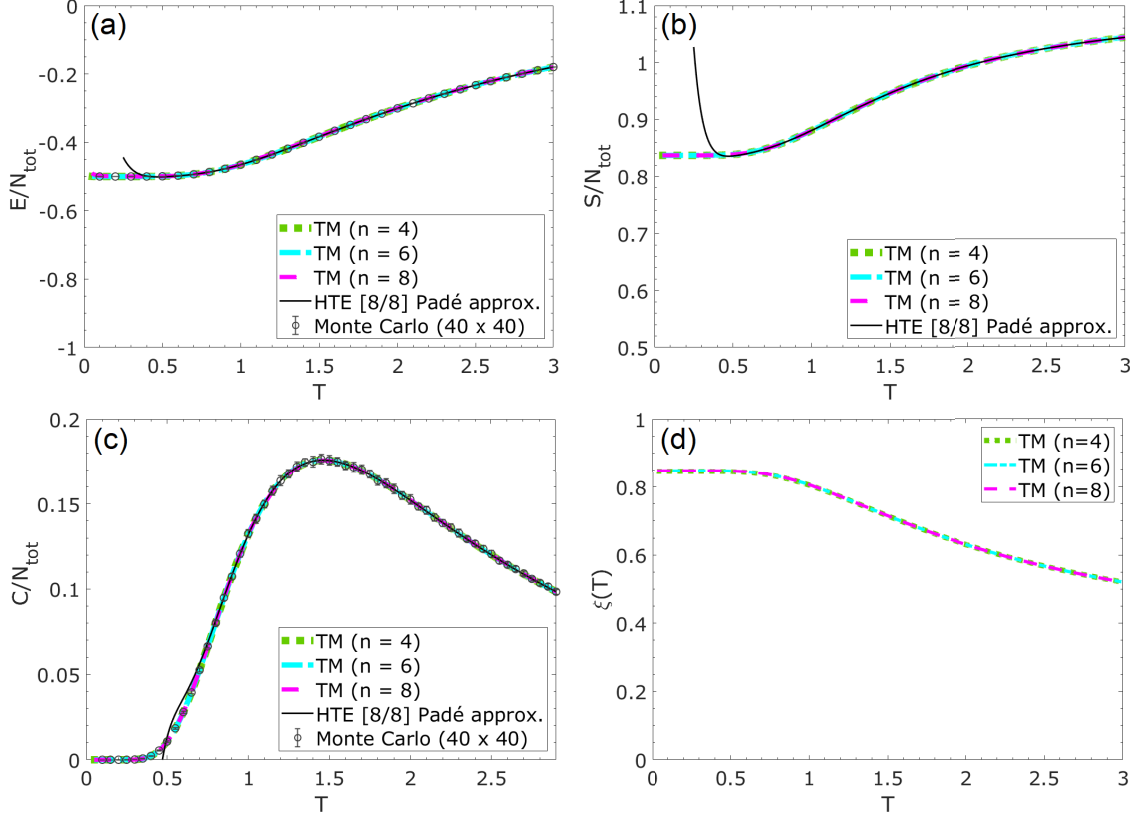 (a)
0
-0.2
-0.4
-0.6
-0.8
-1
E/N_tot
TM (n = 4)
TM (n = 6)
TM (n = 8)
HTE [8/8] Padé approx.
Monte Carlo (40 x 40)
0 0.5 1 1.5 2 2.5 3
T
(b)
1.1
1
0.9
0.8
0.7
0.6
0.5
S/N_tot
TM (n = 4)
TM (n = 6)
TM (n = 8)
HTE [8/8] Padé approx.
0 0.5 1 1.5 2 2.5 3
T
(c)
0.2
0.15
0.1
0.05
0
C/N_tot
TM (n = 4)
TM (n = 6)
TM (n = 8)
HTE [8/8] Padé approx.
Monte Carlo (40 x 40)
0 0.5 1 1.5 2 2.5
T
(d)
1
0.8
0.6
0.4
0.2
0
ξ(T)
TM (n=4)
TM (n=6)
TM (n=8)
0 0.5 1 1.5 2 2.5 3
T